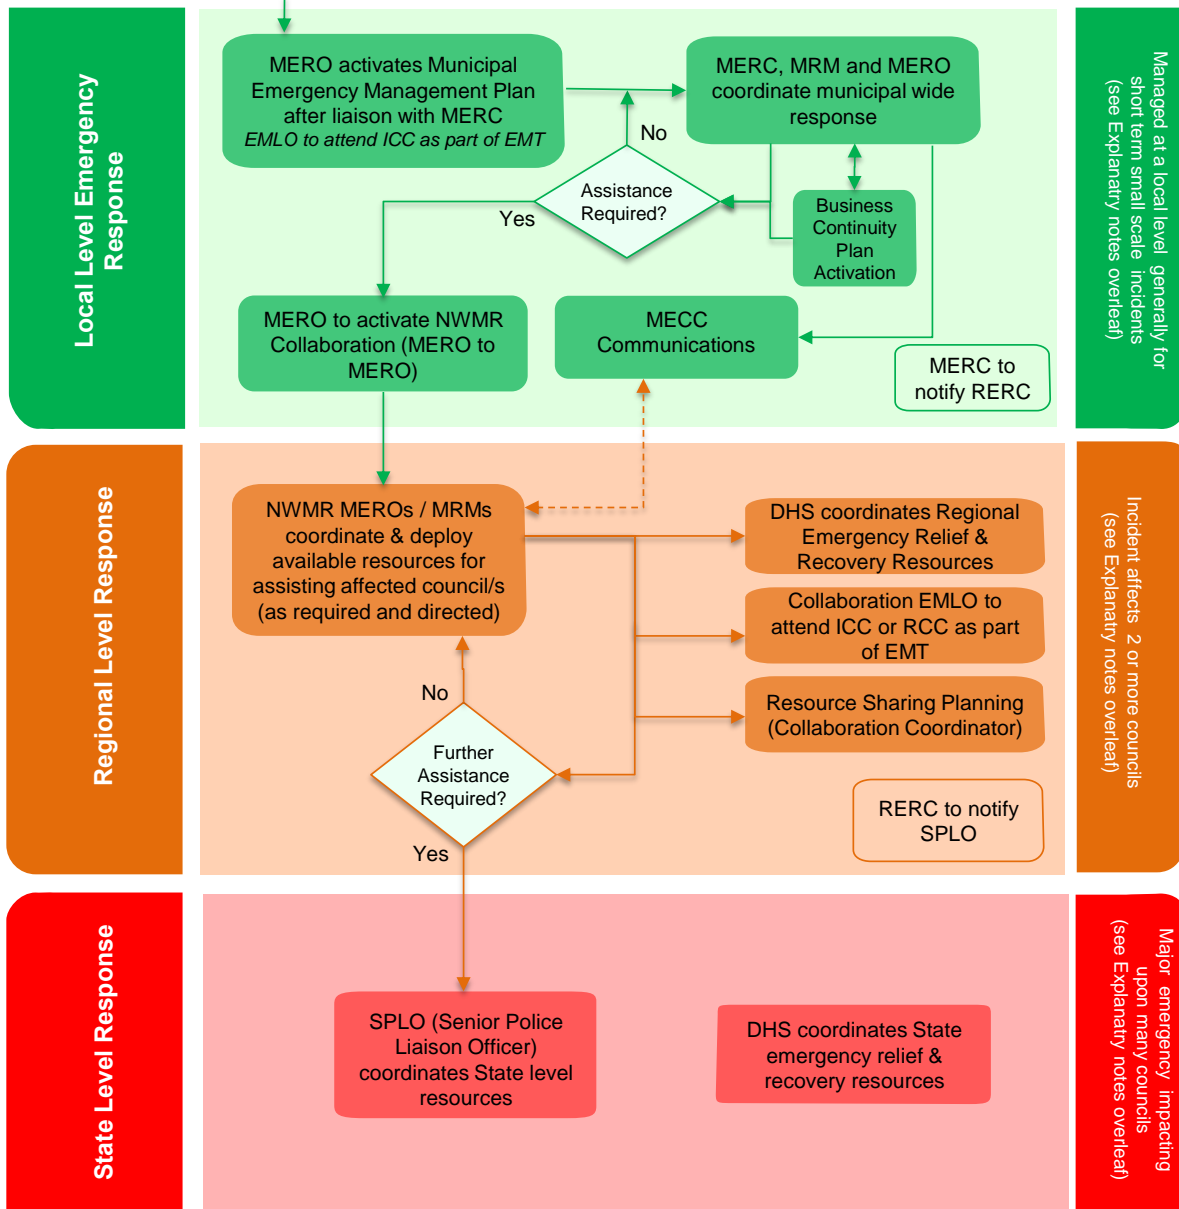 Local Level Emergency
Response
MERO activates Municipal
Emergency Management Plan
after liaison with MERC
EMLO to attend ICC as part of EMT
MERC, MRM and MERO
coordinate municipal wide
response
No
Assistance
Required?
Yes
Business
Continuity
Plan
Activation
MERO to activate NWMR
Collaboration (MERO to
MERO)
MECC
Communications
MERC to
notify RERC
Managed at a local level generally for
short term small scale incidents
(see Explanatry notes overleaf)
Regional Level Response
NWMR MEROs / MRMs
coordinate & deploy
available resources for
assisting affected council/s
(as required and directed)
DHS coordinates Regional
Emergency Relief &
Recovery Resources
Collaboration EMLO to
attend ICC or RCC as part
of EMT
Resource Sharing Planning
(Collaboration Coordinator)
No
Further
Assistance
Required?
Yes
RERC to notify
SPLO
Incident affects 2 or more councils
(see Explanatry notes overleaf)
State Level Response
SPLO (Senior Police
Liaison Officer)
coordinates State level
resources
DHS coordinates State
emergency relief &
recovery resources
Major emergency impacting
upon many councils
(see Explanatry notes overleaf)